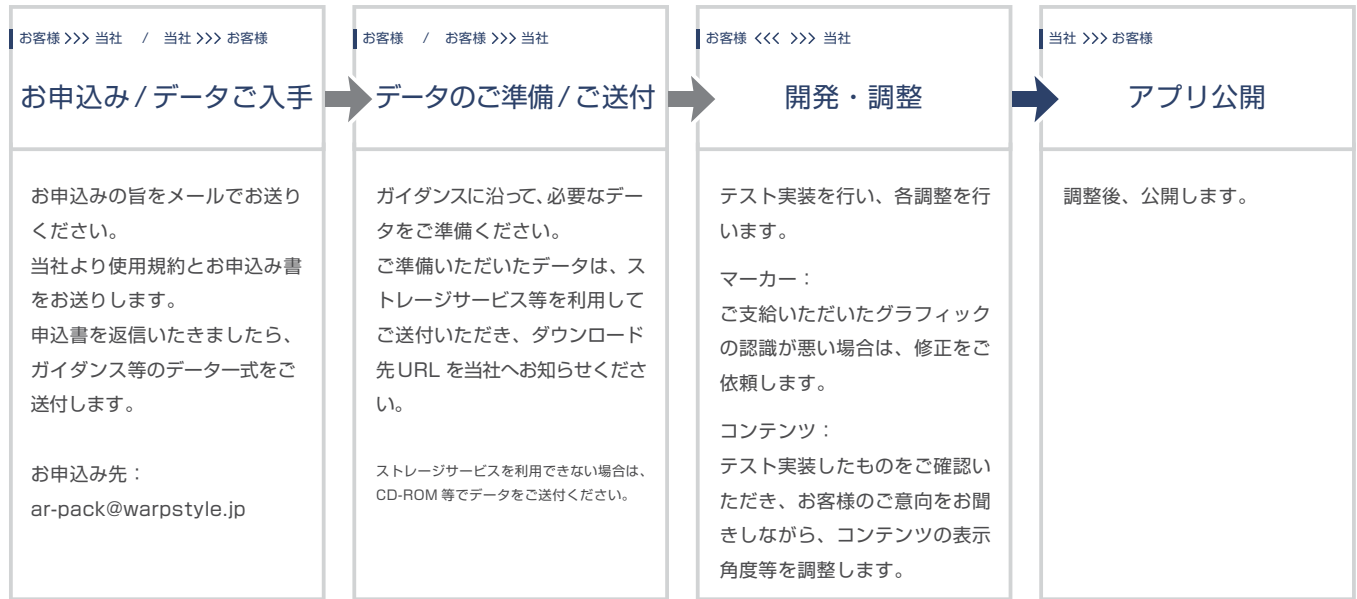 お客様 >>> 当社 / 当社 >>> お客様
お申込み/データご入手
お申込みの旨をメールでお送り
ください。
当社より使用規約とお申込み書
をお送りします。
申込書を返信いたきましたら、
ガイダンス等のデータ一式をご
送付します。
お申込み先：
ar-pack@warpstyle.jp
お客様 / お客様 >>> 当社
データのご準備/ご送付
ガイダンスに沿って、必要なデー
タをご準備ください。
ご準備いただいたデータは、ス
トレージサービス等を利用して
ご送付いただき、ダウンロード
先URL を当社へお知らせくださ
い。
ストレージサービスを利用できない場合は、
CD-ROM 等でデータをご送付ください。
お客様 <<< >>> 当社
開発・調整
テスト実装を行い、各調整を行
います。
マーカー：
ご支給いただいたグラフィック
の認識が悪い場合は、修正をご
依頼します。
コンテンツ：
テスト実装したものをご確認い
ただき、お客様のご意向をお聞
きしながら、コンテンツの表示
角度等を調整します。
当社 >>> お客様
アプリ公開
調整後、公開します。